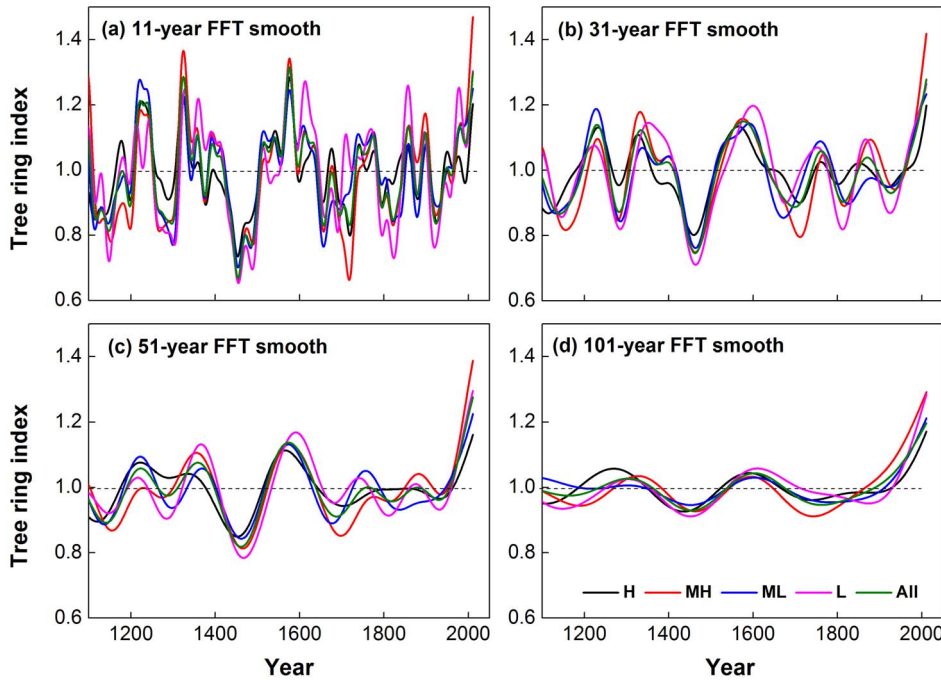 (a) 11-year FFT smooth
(b) 31-year FFT smooth
1.4
1.2
1.0
0.8
0.6
Tree ring index
1.4
1.2
1.0
0.8
0.6
(c) 51-year FFT smooth
(d) 101-year FFT smooth
1.4
1.2
1.0
0.8
0.6
Tree ring index
1.4
1.2
1.0
0.8
0.6
H MH ML L All
1200 1400 1600 1800 2000
1200 1400 1600 1800 2000
Year
Year